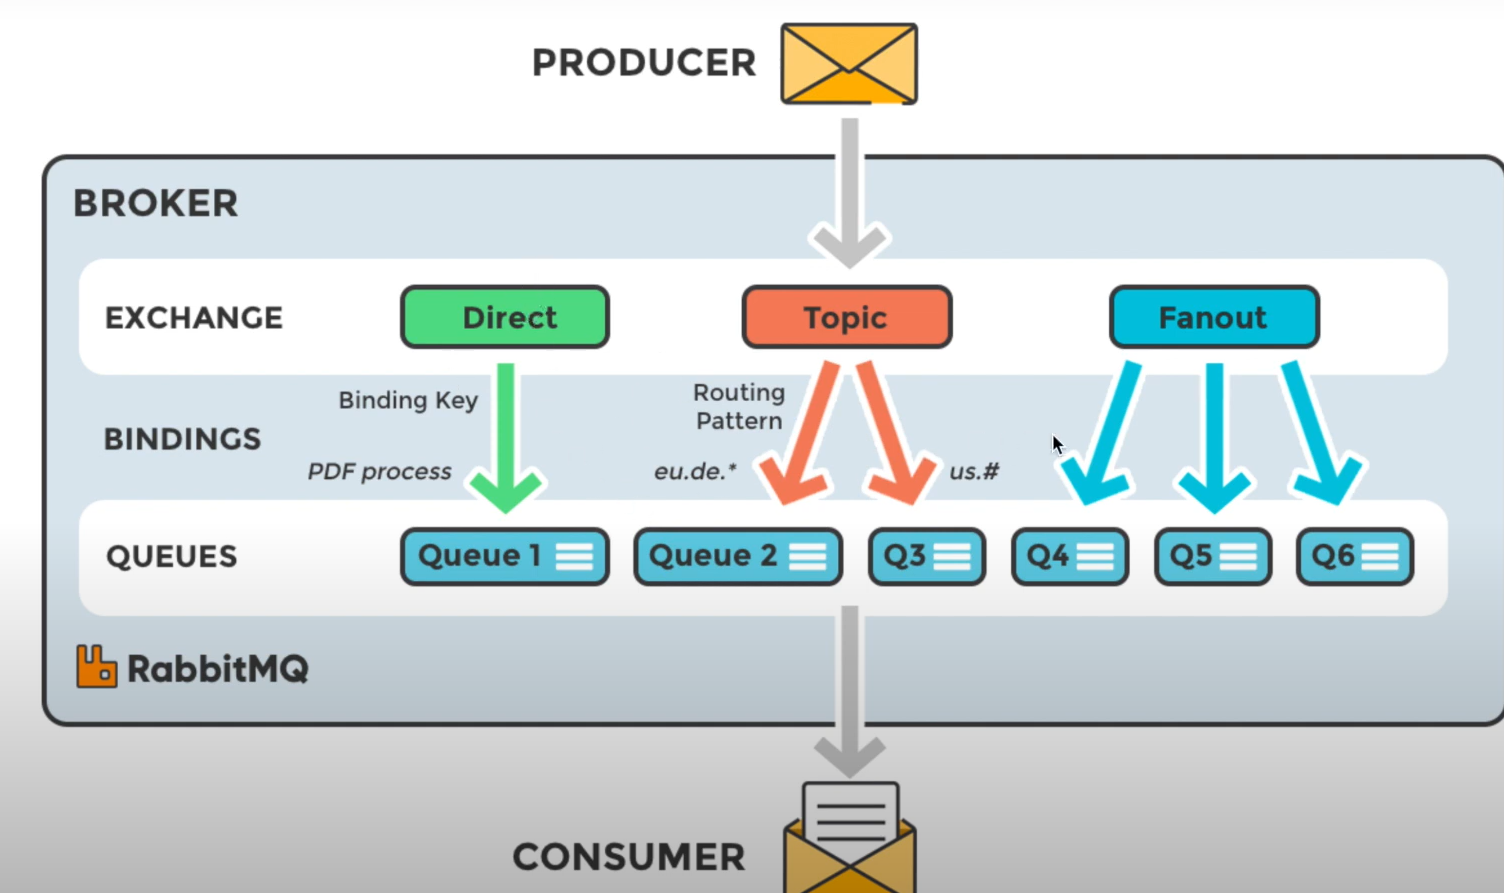 PRODUCER
BROKER
EXCHANGE
Direct
Topic
Fanout
Binding Key
Routing
Pattern
BINDINGS
PDF process
eu.de.*
us.#
QUEUES
Queue 1
Queue 2
Q3
Q4
Q5
Q6
RabbitMQ
CONSUMER